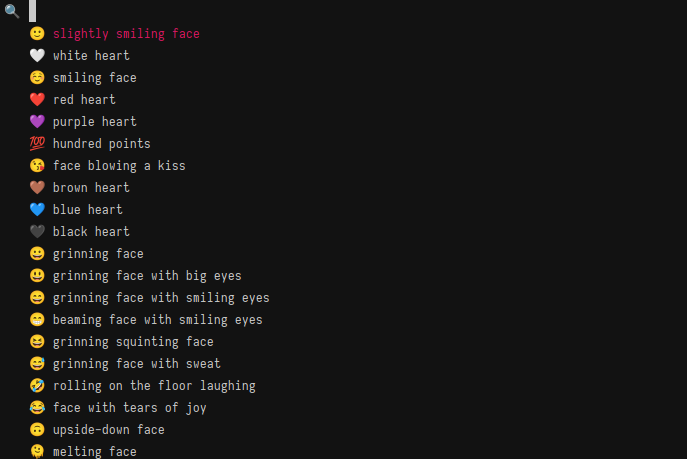 🔍
🙂 slightly smiling face
🤍 white heart
☺️ smiling face
❤️ red heart
💜 purple heart
💯 hundred points
😘 face blowing a kiss
🤎 brown heart
💙 blue heart
🖤 black heart
😀 grinning face
😃 grinning face with big eyes
😄 grinning face with smiling eyes
😁 beaming face with smiling eyes
😆 grinning squinting face
😅 grinning face with sweat
🤣 rolling on the floor laughing
😂 face with tears of joy
🙃 upside-down face
🫠 melting face